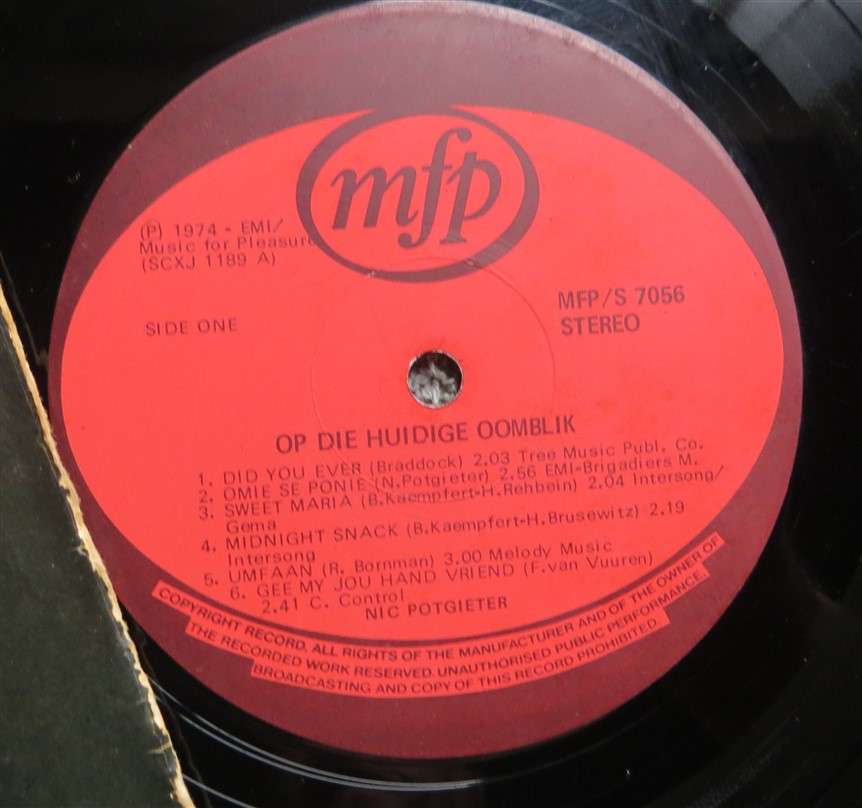 mfp
(P) 1974 - EMI/
Music for Pleasure
(SCXJ 1189 A)
SIDE ONE
MFP/S 7056
STEREO
OP DIE HUIDIGE OOMBLIK
1. DID YOU EVER (Braddock) 2.03 Tree Music Publ. Co.
2. OMIE SE PONIE (N.Potgieter) 2.56 EMI-Brigadiers M.
3. SWEET MARIA (B.Kaempfert-H.Rehbein) 2.04 Intersong/
Gema
4. MIDNIGHT SNACK (B.Kaempfert-H.Brusewitz) 2.19
Intersong
5. UMFAAN (R. Bornman) 3.00 Melody Music
6. GEE MY JOU HAND VRIEND (F.van Vuuren)
2.41 C. Control
NIC POTGIETER
COPYRIGHT RECORD. ALL RIGHTS OF THE MANUFACTURER AND OF THE OWNER OF
THE RECORDED WORK RESERVED. UNAUTHORISED PUBLIC PERFORMANCE,
BROADCASTING AND COPY OF THIS RECORD PROHIBITED.